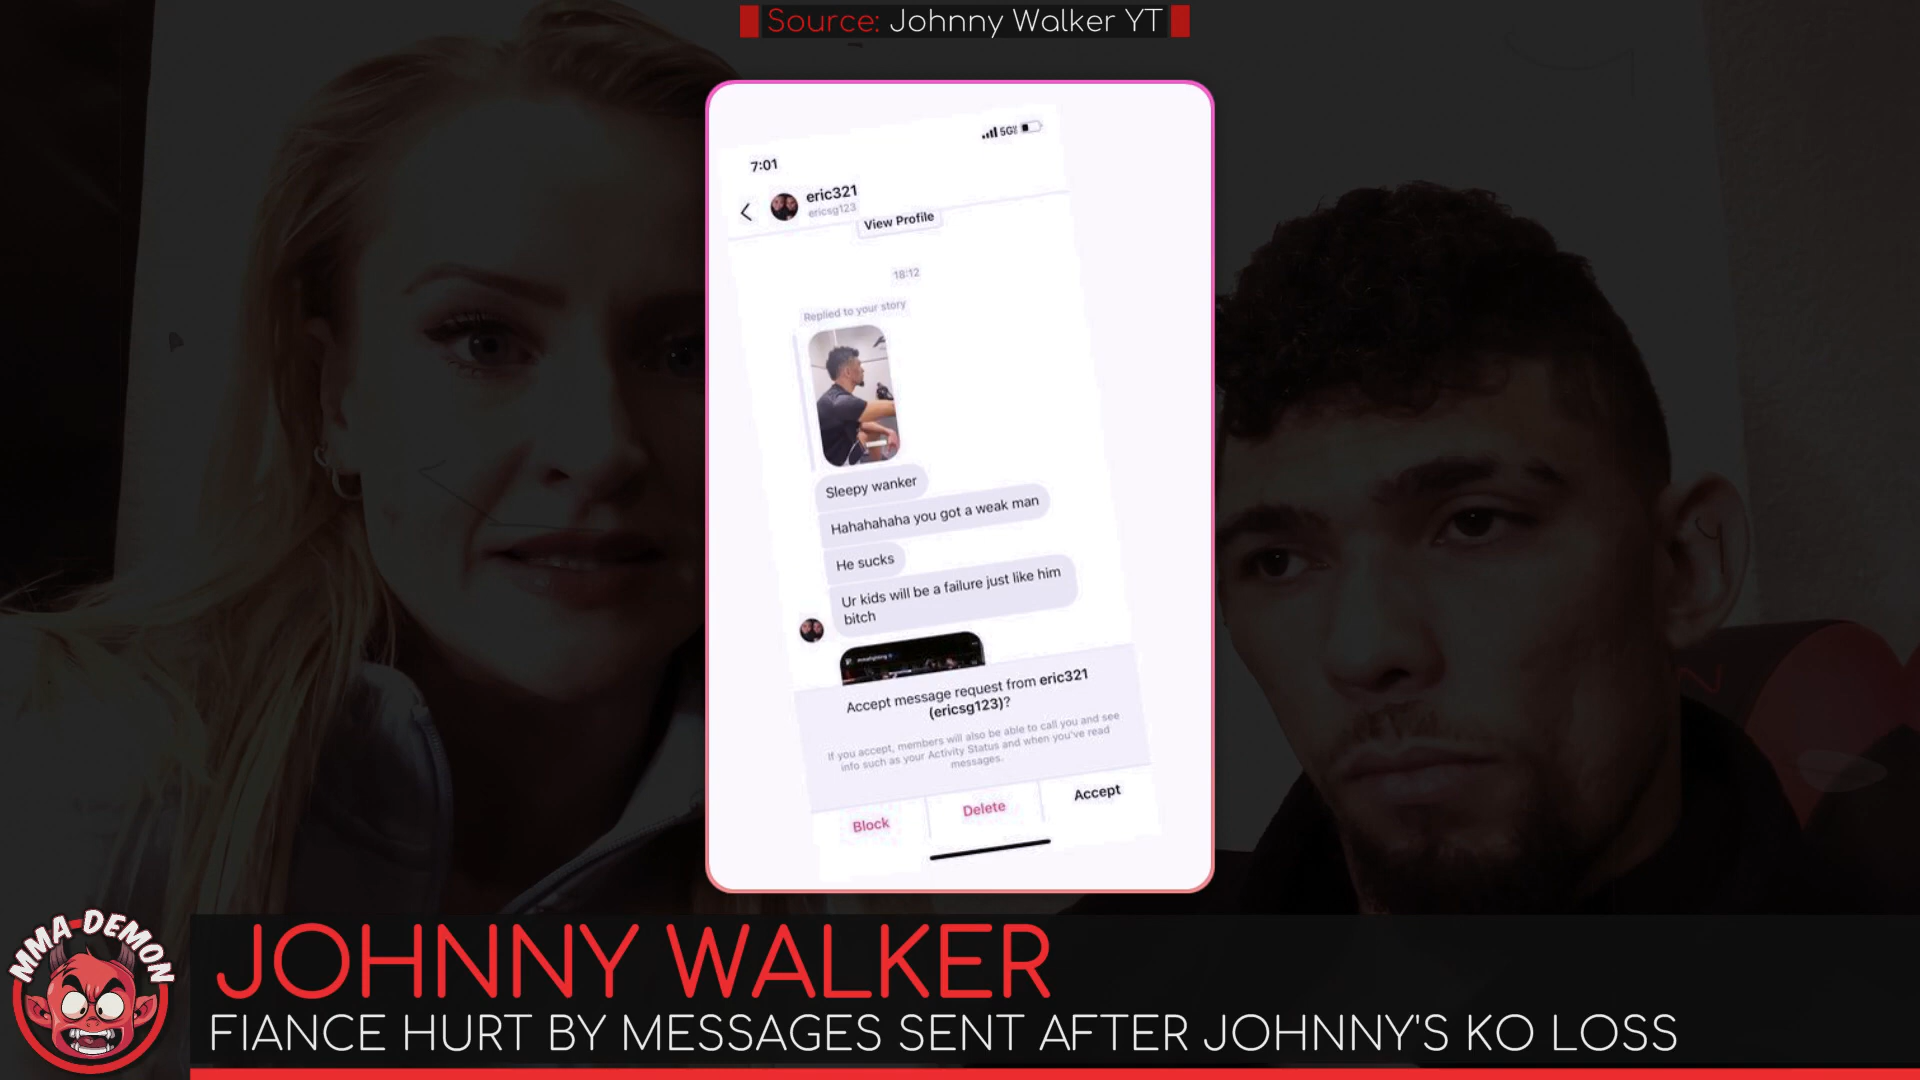 Source: Johnny Walker YT
7:01
5G
eric321
ericsg123
View Profile
18:12
Replied to your story
Sleepy wanker
Hahahahaha you got a weak man
He sucks
Ur kids will be a failure just like him
bitch
mmafighting
Accept message request from eric321
(ericsg123)?
If you accept, members will also be able to call you and see
info such as your Activity Status and when you've read
messages.
Block
Delete
Accept
MMA DEMON
JOHNNY WALKER
FIANCE HURT BY MESSAGES SENT AFTER JOHNNY'S KO LOSS